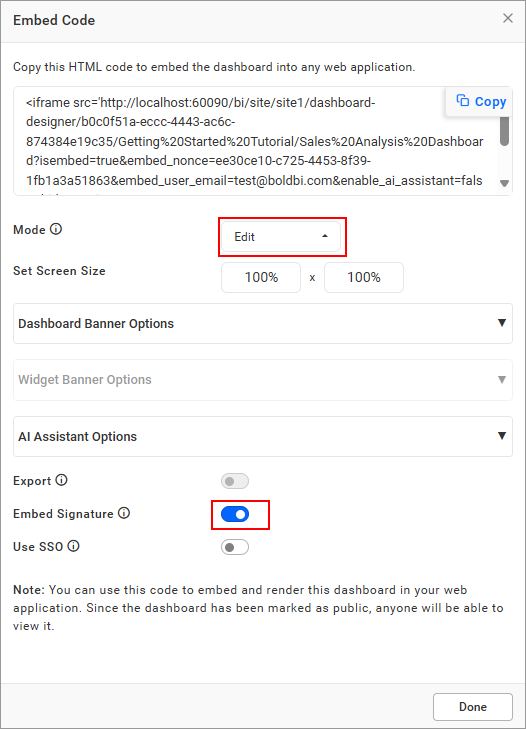 Embed Code
Copy this HTML code to embed the dashboard into any web application.
<iframe src='http://localhost:60090/bi/site/site1/dashboard-
Copy
designer/b0c0f51a-eccc-4443-ac6c-
874384e19c35/Getting%20Started%20Tutorial/Sales%20Analysis%20Dashboar
d?isembed=true&embed_nonce=ee30ce10-c725-4453-8f39-
1fb1a3a51863&embed_user_email=test@boldbi.com&enable_ai_assistant=fals
Mode
Edit
Set Screen Size
100% x 100%
Dashboard Banner Options
Widget Banner Options
AI Assistant Options
Export
Embed Signature
Use SSO
Note: You can use this code to embed and render this dashboard in your web
application. Since the dashboard has been marked as public, anyone will be able to
view it.
Done